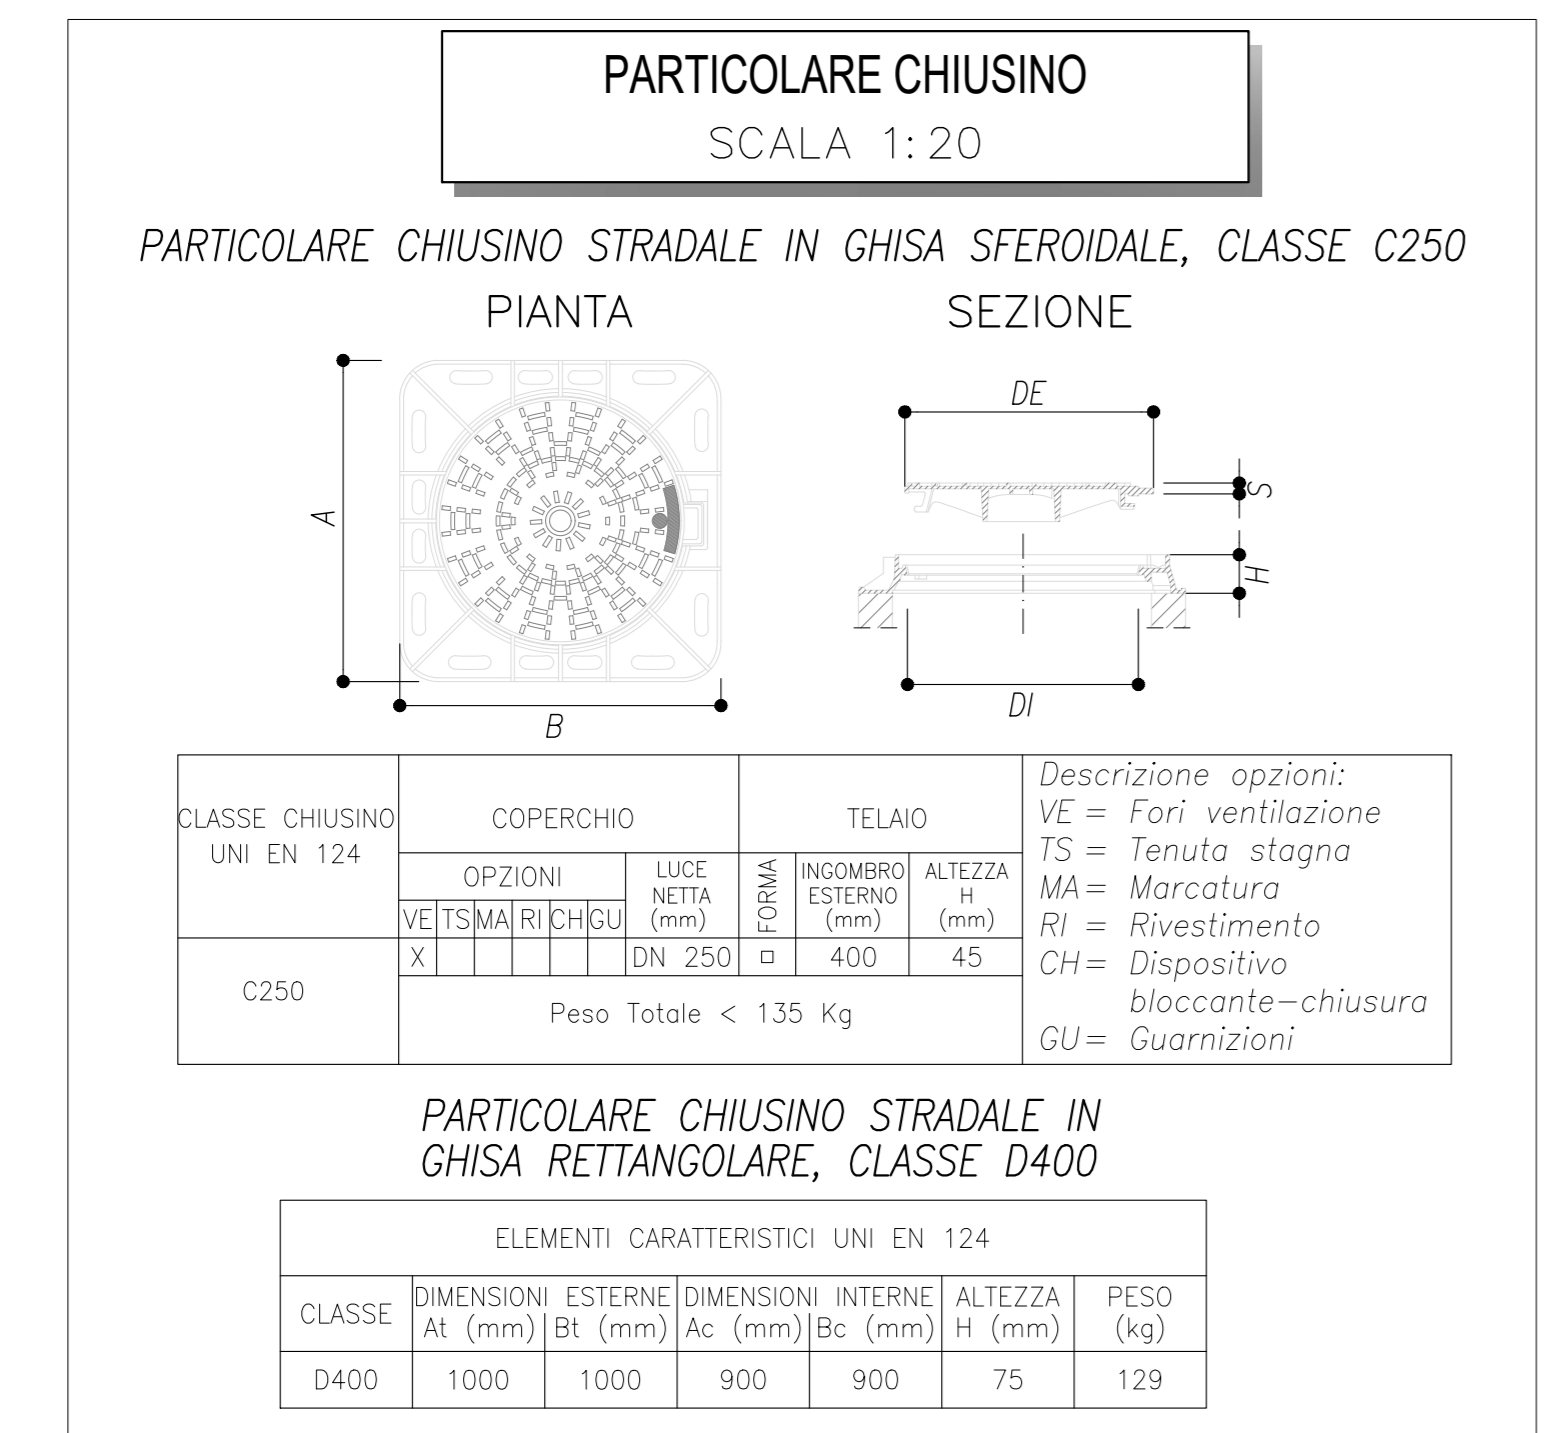 PARTICOLARE CHIUSINO
SCALA 1:20
PARTICOLARE CHIUSINO STRADALE IN GHISA SFEROIDALE, CLASSE C250
PIANTA
SEZIONE
A
B
DE
S
H
DI
CLASSE CHIUSINO
UNI EN 124
COPERCHIO
TELAIO
OPZIONI
LUCE
NETTA
(mm)
FORMA
INGOMBRO
ESTERNO
(mm)
ALTEZZA
H
(mm)
VE TS MA RI CH GU
C250
X DN 250 □ 400 45
Peso Totale < 135 Kg
Descrizione opzioni:
VE = Fori ventilazione
TS = Tenuta stagna
MA = Marcatura
RI = Rivestimento
CH = Dispositivo
bloccante-chiusura
GU = Guarnizioni
PARTICOLARE CHIUSINO STRADALE IN
GHISA RETTANGOLARE, CLASSE D400
ELEMENTI CARATTERISTICI UNI EN 124
CLASSE
DIMENSIONI ESTERNE
At (mm) Bt (mm)
DIMENSIONI INTERNE
Ac (mm) Bc (mm)
ALTEZZA
H (mm)
PESO
(kg)
D400 1000 1000 900 900 75 129